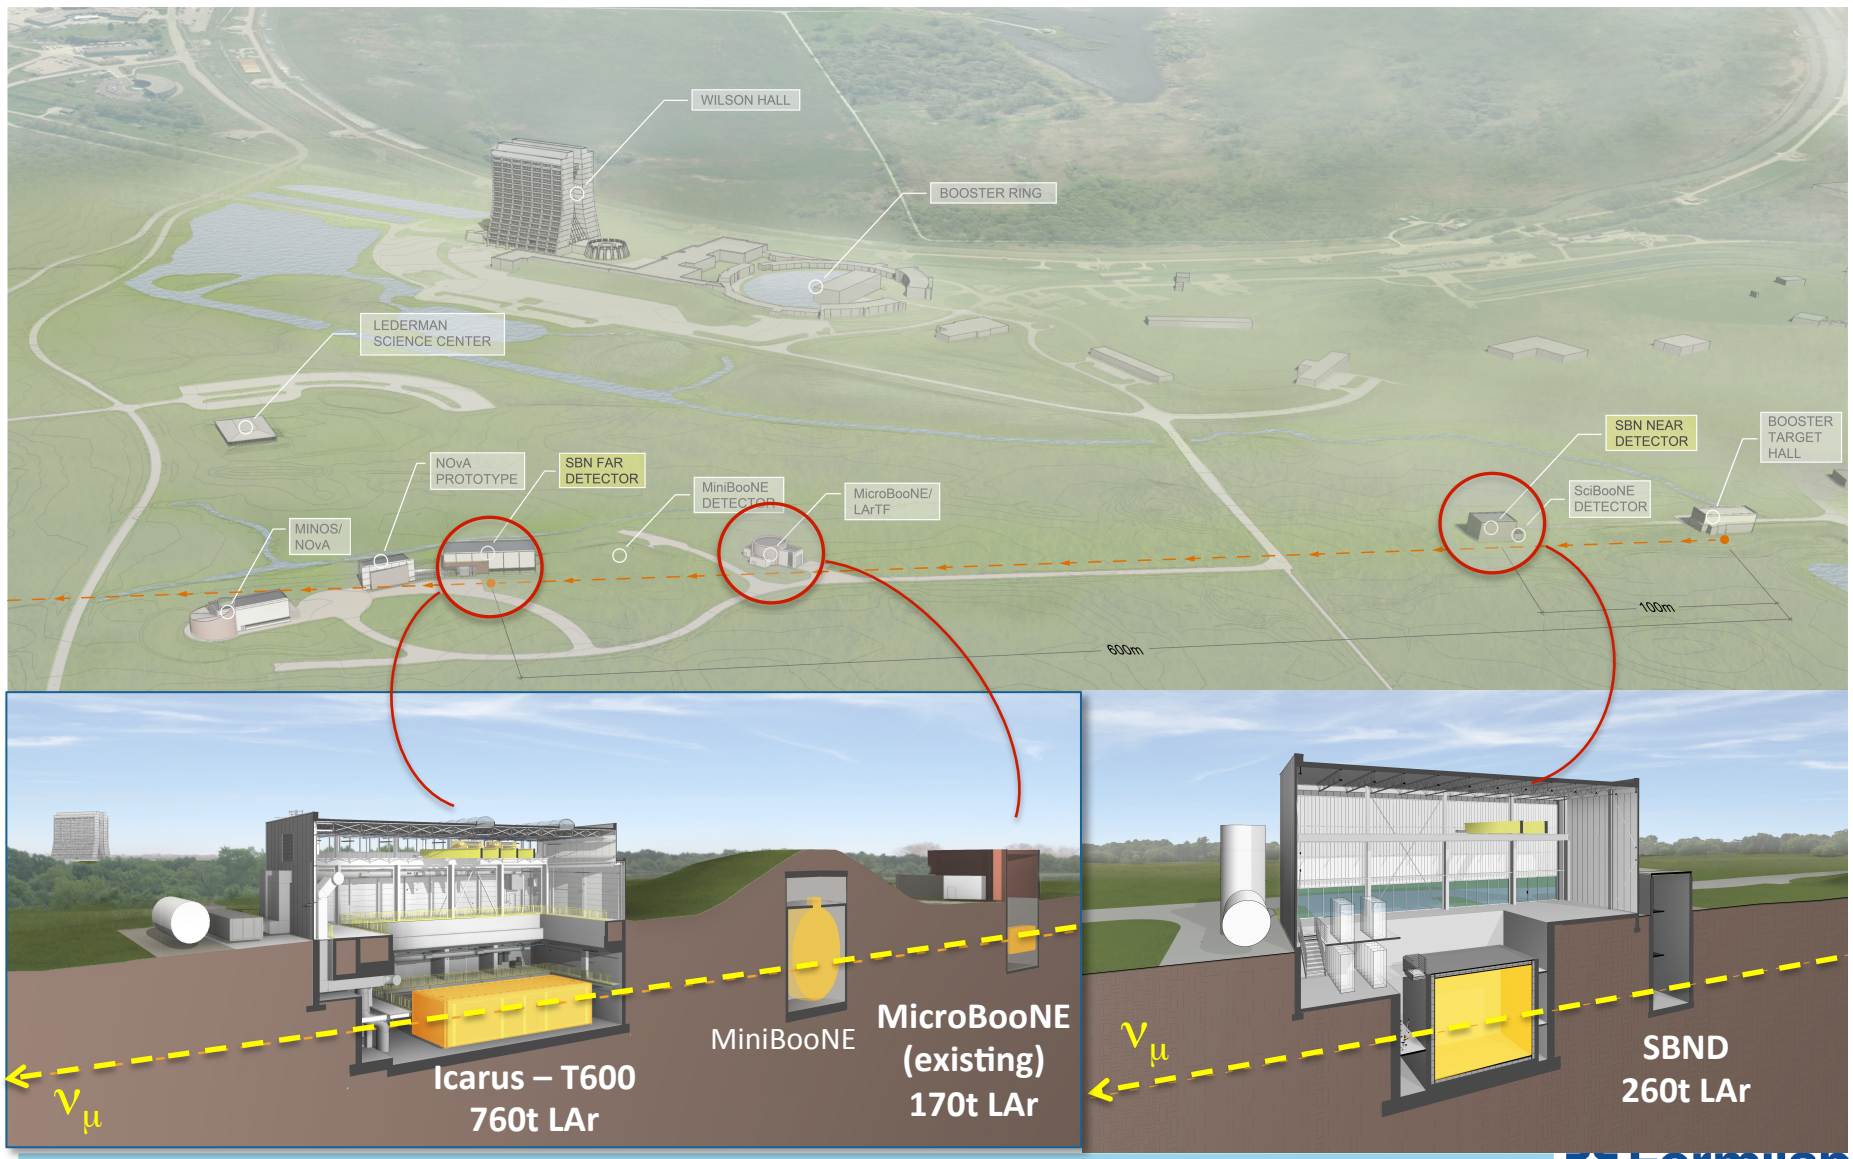 WILSON HALL
BOOSTER RING
LEDERMAN
SCIENCE CENTER
SBN NEAR
DETECTOR
BOOSTER
TARGET
HALL
NOvA
PROTOTYPE
SBN FAR
DETECTOR
MiniBooNE
DETECTOR
MicroBooNE/
LArTF
SciBooNE
DETECTOR
MINOS/
NOvA
100m
600m
MiniBooNE
MicroBooNE
(existing)
170t LAr
Icarus – T600
760t LAr
νμ
νμ
SBND
260t LAr